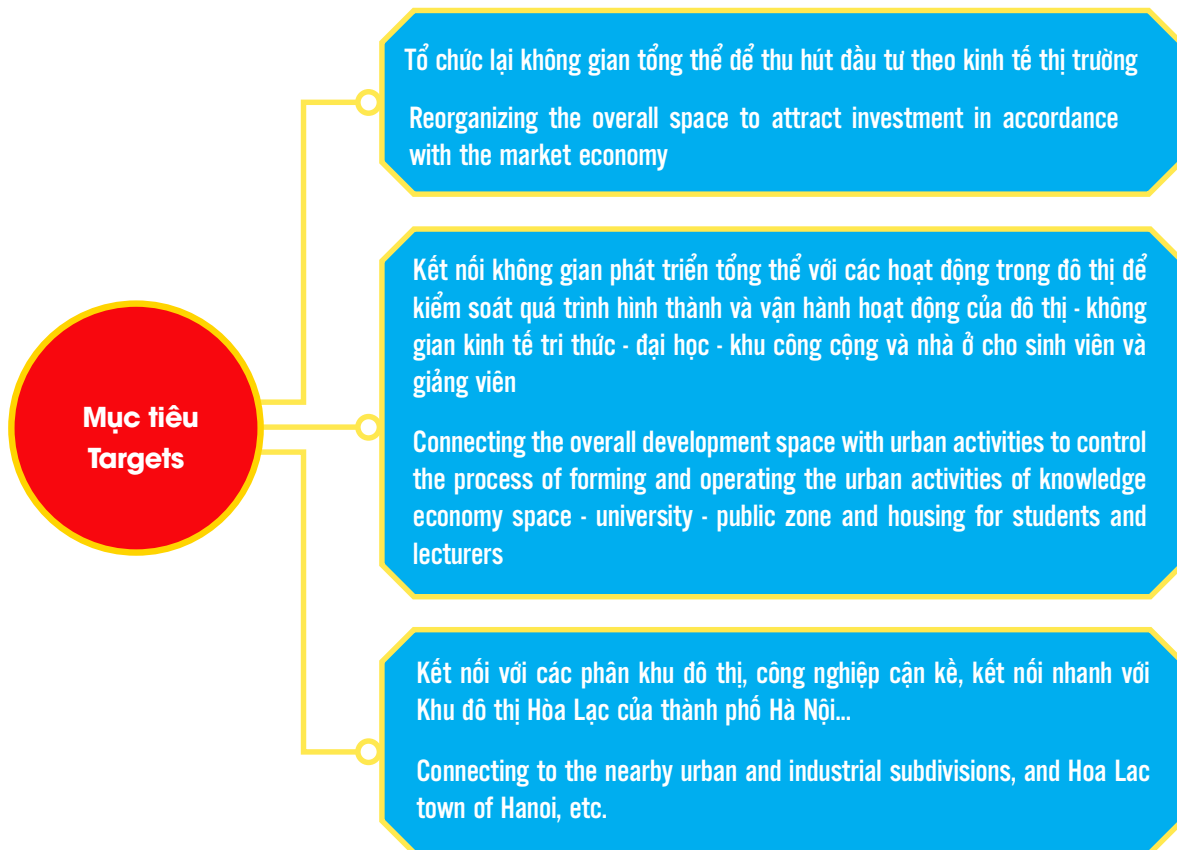 Tổ chức lại không gian tổng thể để thu hút đầu tư theo kinh tế thị trường
Reorganizing the overall space to attract investment in accordance
with the market economy
Mục tiêu
Targets
Kết nối không gian phát triển tổng thể với các hoạt động trong đô thị để
kiểm soát quá trình hình thành và vận hành hoạt động của đô thị - không
gian kinh tế tri thức - đại học - khu công cộng và nhà ở cho sinh viên và
giảng viên
Connecting the overall development space with urban activities to control
the process of forming and operating the urban activities of knowledge
economy space - university - public zone and housing for students and
lecturers
Kết nối với các phân khu đô thị, công nghiệp cận kề, kết nối nhanh với
Khu đô thị Hòa Lạc của thành phố Hà Nội...
Connecting to the nearby urban and industrial subdivisions, and Hoa Lac
town of Hanoi, etc.